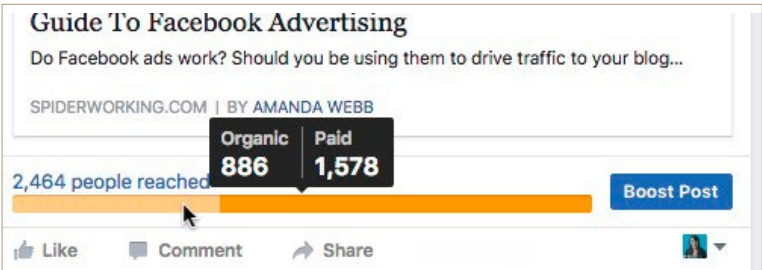 Guide To Facebook Advertising
Do Facebook ads work? Should you be using them to drive traffic to your blog...
SPIDERWORKING.COM | BY AMANDA WEBB
Organic Paid
886 1,578
2,464 people reached
Boost Post
Like Comment Share